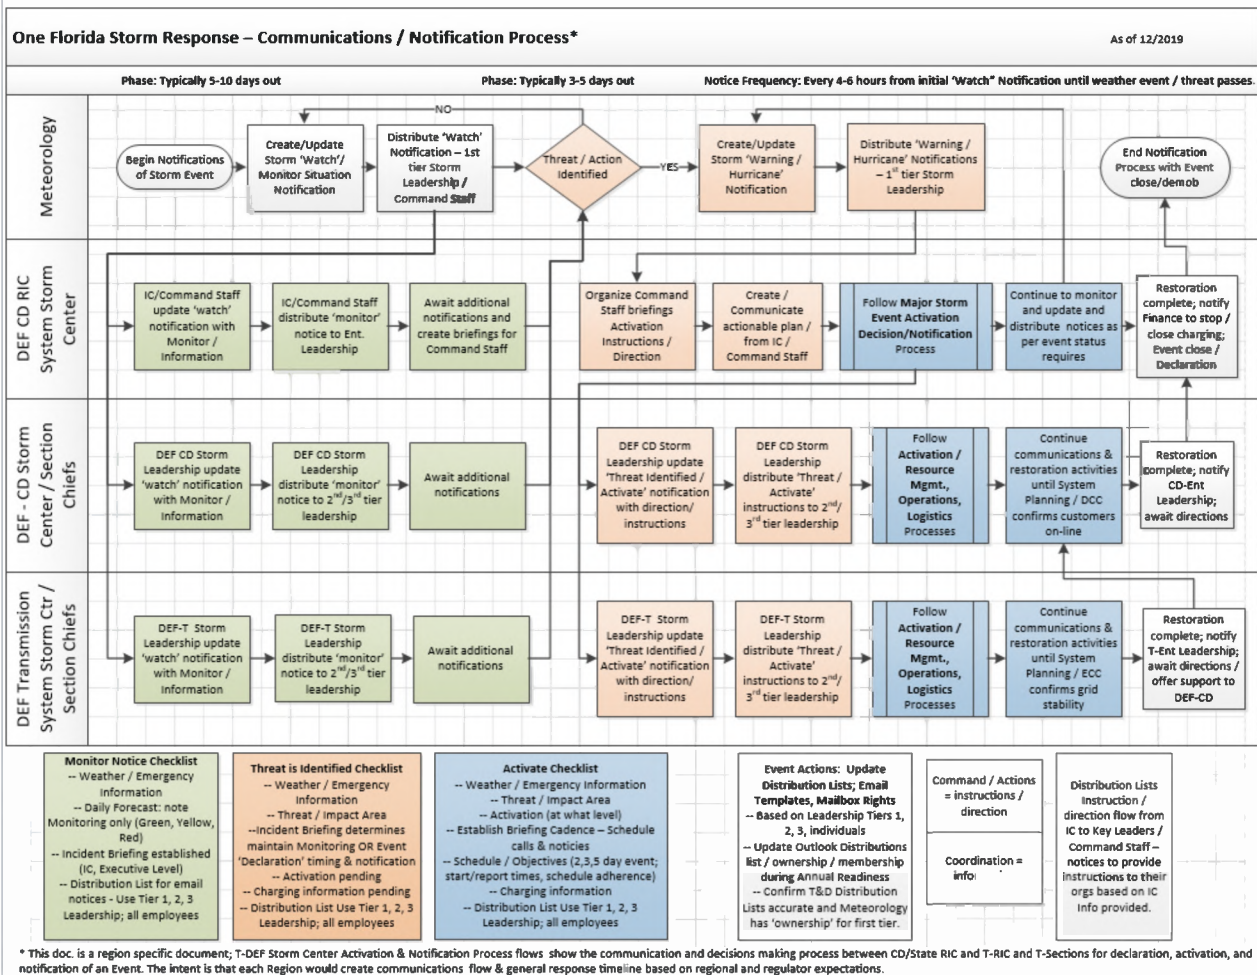 One Florida Storm Response – Communications / Notification Process*
As of 12/2019
Phase: Typically 5-10 days out
Phase: Typically 3-5 days out
Notice Frequency: Every 4-6 hours from initial 'Watch" Notification until weather event / threat passes.
Meteorology
Begin Notifications
of Storm Event
Create/Update
Storm 'Watch'/
Monitor Situation
Notification
Distribute 'Watch'
Notification – 1st
tier Storm
Leadership /
Command Staff
NO
Threat / Action
Identified
YES
Create/Update
Storm 'Warning /
Hurricane'
Notification
Distribute 'Warning /
Hurricane' Notifications
– 1st tier Storm
Leadership
End Notification
Process with Event
close/demob
DEF CD RIC
System Storm
Center
IC/Command Staff
update 'watch'
notification with
Monitor /
Information
IC/Command Staff
distribute 'monitor'
notice to Ent.
Leadership
Await additional
notifications and
create briefings for
Command Staff
Organize Command
Staff briefings
Activation
Instructions /
Direction
Create /
Communicate
actionable plan /
from IC /
Command Staff
Follow Major Storm
Event Activation
Decision/Notification
Process
Continue to monitor
and update and
distribute notices as
per event status
requires
Restoration
complete; notify
Finance to stop /
close charging;
Event close /
Declaration
DEF - CD Storm
Center / Section
Chiefs
DEF CD Storm
Leadership update
'watch' notification
with Monitor /
Information
DEF CD Storm
Leadership
distribute 'monitor'
notice to 2nd/3rd tier
leadership
Await additional
notifications
DEF CD Storm
Leadership update
'Threat Identified /
Activate' notification
with direction/
instructions
DEF CD Storm
Leadership
distribute 'Threat /
Activate'
instructions to 2nd/
3rd tier leadership
Follow
Activation /
Resource
Mgmt.,
Operations,
Logistics
Processes
Continue
communications &
restoration activities
until System
Planning / DCC
confirms customers
on-line
Restoration
complete; notify
CD-Ent
Leadership;
await directions
DEF Transmission
System Storm Ctr /
Section Chiefs
DEF-T Storm
Leadership update
'watch' notification
with Monitor /
Information
DEF-T Storm
Leadership
distribute 'monitor'
notice to 2nd/3rd tier
leadership
Await additional
notifications
DEF-T Storm
Leadership update
'Threat Identified /
Activate' notification
with direction/
instructions
DEF-T Storm
Leadership
distribute 'Threat /
Activate'
instructions to 2nd/
3rd tier leadership
Follow
Activation /
Resource
Mgmt.,
Operations,
Logistics
Processes
Continue
communications &
restoration activities
until System
Planning / ECC
confirms grid
stability
Restoration
complete; notify
T-Ent Leadership;
await directions /
offer support to
DEF-CD
Monitor Notice Checklist
-- Weather / Emergency
Information
-- Daily Forecast: note
Monitoring only (Green, Yellow,
Red)
-- Incident Briefing established
(IC, Executive Level)
-- Distribution List for email
notices - Use Tier 1, 2, 3
Leadership; all employees
Threat is Identified Checklist
-- Weather / Emergency
Information
-- Threat / Impact Area
--Incident Briefing determines
maintain Monitoring OR Event
'Declaration' timing & notification
-- Activation pending
-- Charging information pending
-- Distribution List Use Tier 1, 2, 3
Leadership; all employees
Activate Checklist
-- Weather / Emergency Information
-- Threat / Impact Area
-- Activation (at what level)
-- Establish Briefing Cadence – Schedule
calls & noticies
-- Schedule / Objectives (2,3,5 day event;
start/report times, schedule adherence)
-- Charging information
-- Distribution List Use Tier 1, 2, 3
Leadership; all employees
Event Actions: Update
Distribution Lists; Email
Templates, Mailbox Rights
-- Based on Leadership Tiers 1,
2, 3, individuals
-- Update Outlook Distributions
list / ownership / membership
during Annual Readiness
-- Confirm T&D Distribution
Lists accurate and Meteorology
has 'ownership' for first tier.
Command / Actions
= instructions /
direction
Coordination =
info
Distribution Lists
Instruction /
direction flow from
IC to Key Leaders /
Command Staff –
notices to provide
instructions to their
orgs based on IC
Info provided.
* This doc. is a region specific document; T-DEF Storm Center Activation & Notification Process flows show the communication and decisions making process between CD/State RIC and T-RIC and T-Sections for declaration, activation, and
notification of an Event. The intent is that each Region would create communications flow & general response timeline based on regional and regulator expectations.